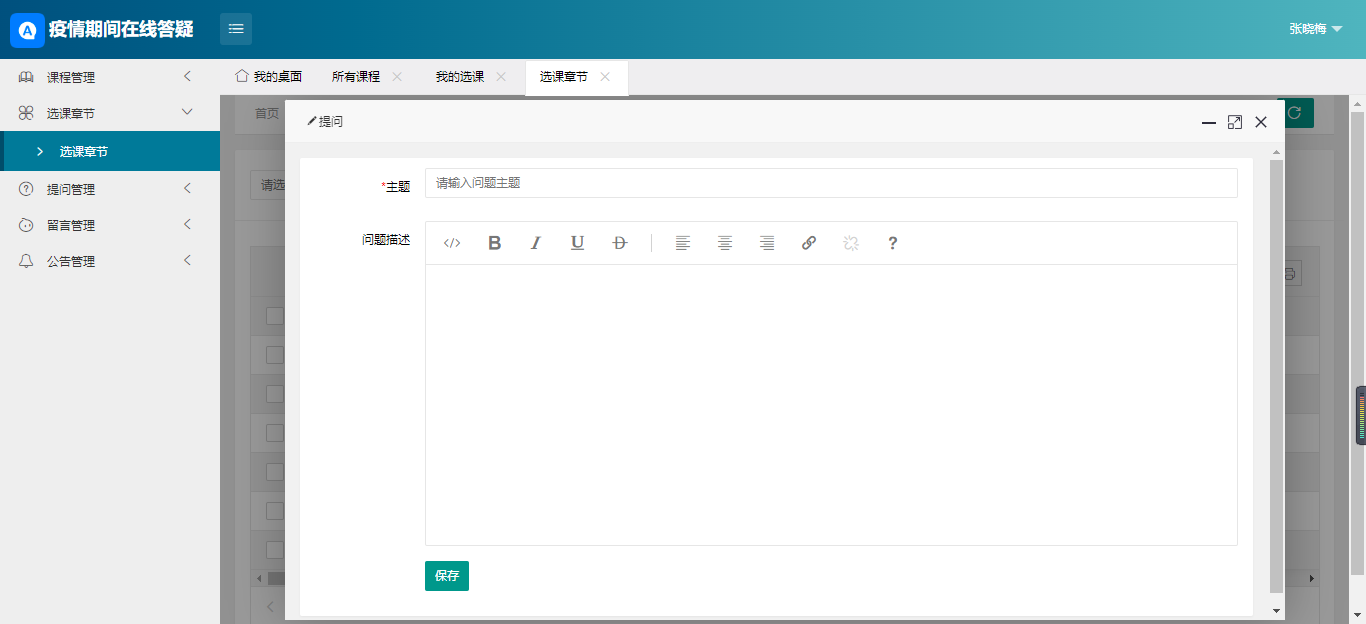 疫情期间在线答疑
张晓梅
课程管理
选课章节
选课章节
提问管理
留言管理
公告管理
我的桌面 所有课程 我的选课 选课章节
首页
提问
*主题 请输入问题主题
请选
问题描述
</> B I U D ?
保存